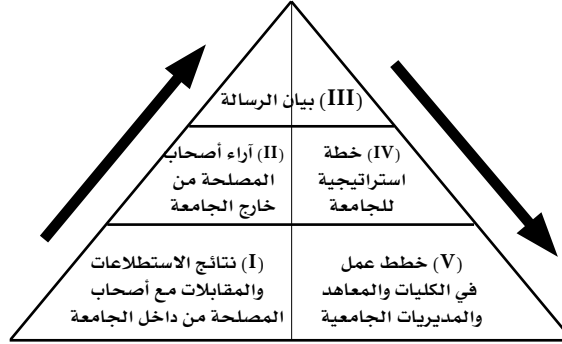 (III) بيان الرسالة
(II) آراء أصحاب
المصلحة من
خارج الجامعة
(IV) خطة
استراتيجية
للجامعة
(I) نتائج الاستطلاعات
والمقابلات مع أصحاب
المصلحة من داخل الجامعة
(V) خطط عمل
في الكليات والمعاهد
والمديريات الجامعية